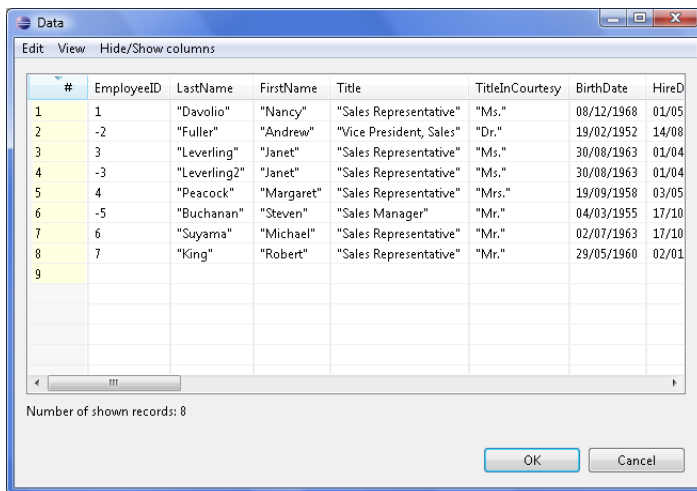 Data
Edit View Hide/Show columns
# EmployeeID LastName FirstName Title TitleInCourtesy BirthDate HireD
1 1 "Davolio" "Nancy" "Sales Representative" "Ms." 08/12/1968 01/05
2 -2 "Fuller" "Andrew" "Vice President, Sales" "Dr." 19/02/1952 14/08
3 3 "Leverling" "Janet" "Sales Representative" "Ms." 30/08/1963 01/04
4 -3 "Leverling2" "Janet" "Sales Representative" "Ms." 30/08/1963 01/04
5 4 "Peacock" "Margaret" "Sales Representative" "Mrs." 19/09/1958 03/05
6 -5 "Buchanan" "Steven" "Sales Manager" "Mr." 04/03/1955 17/10
7 6 "Suyama" "Michael" "Sales Representative" "Mr." 02/07/1963 17/10
8 7 "King" "Robert" "Sales Representative" "Mr." 29/05/1960 02/01
9
Number of shown records: 8
OK Cancel